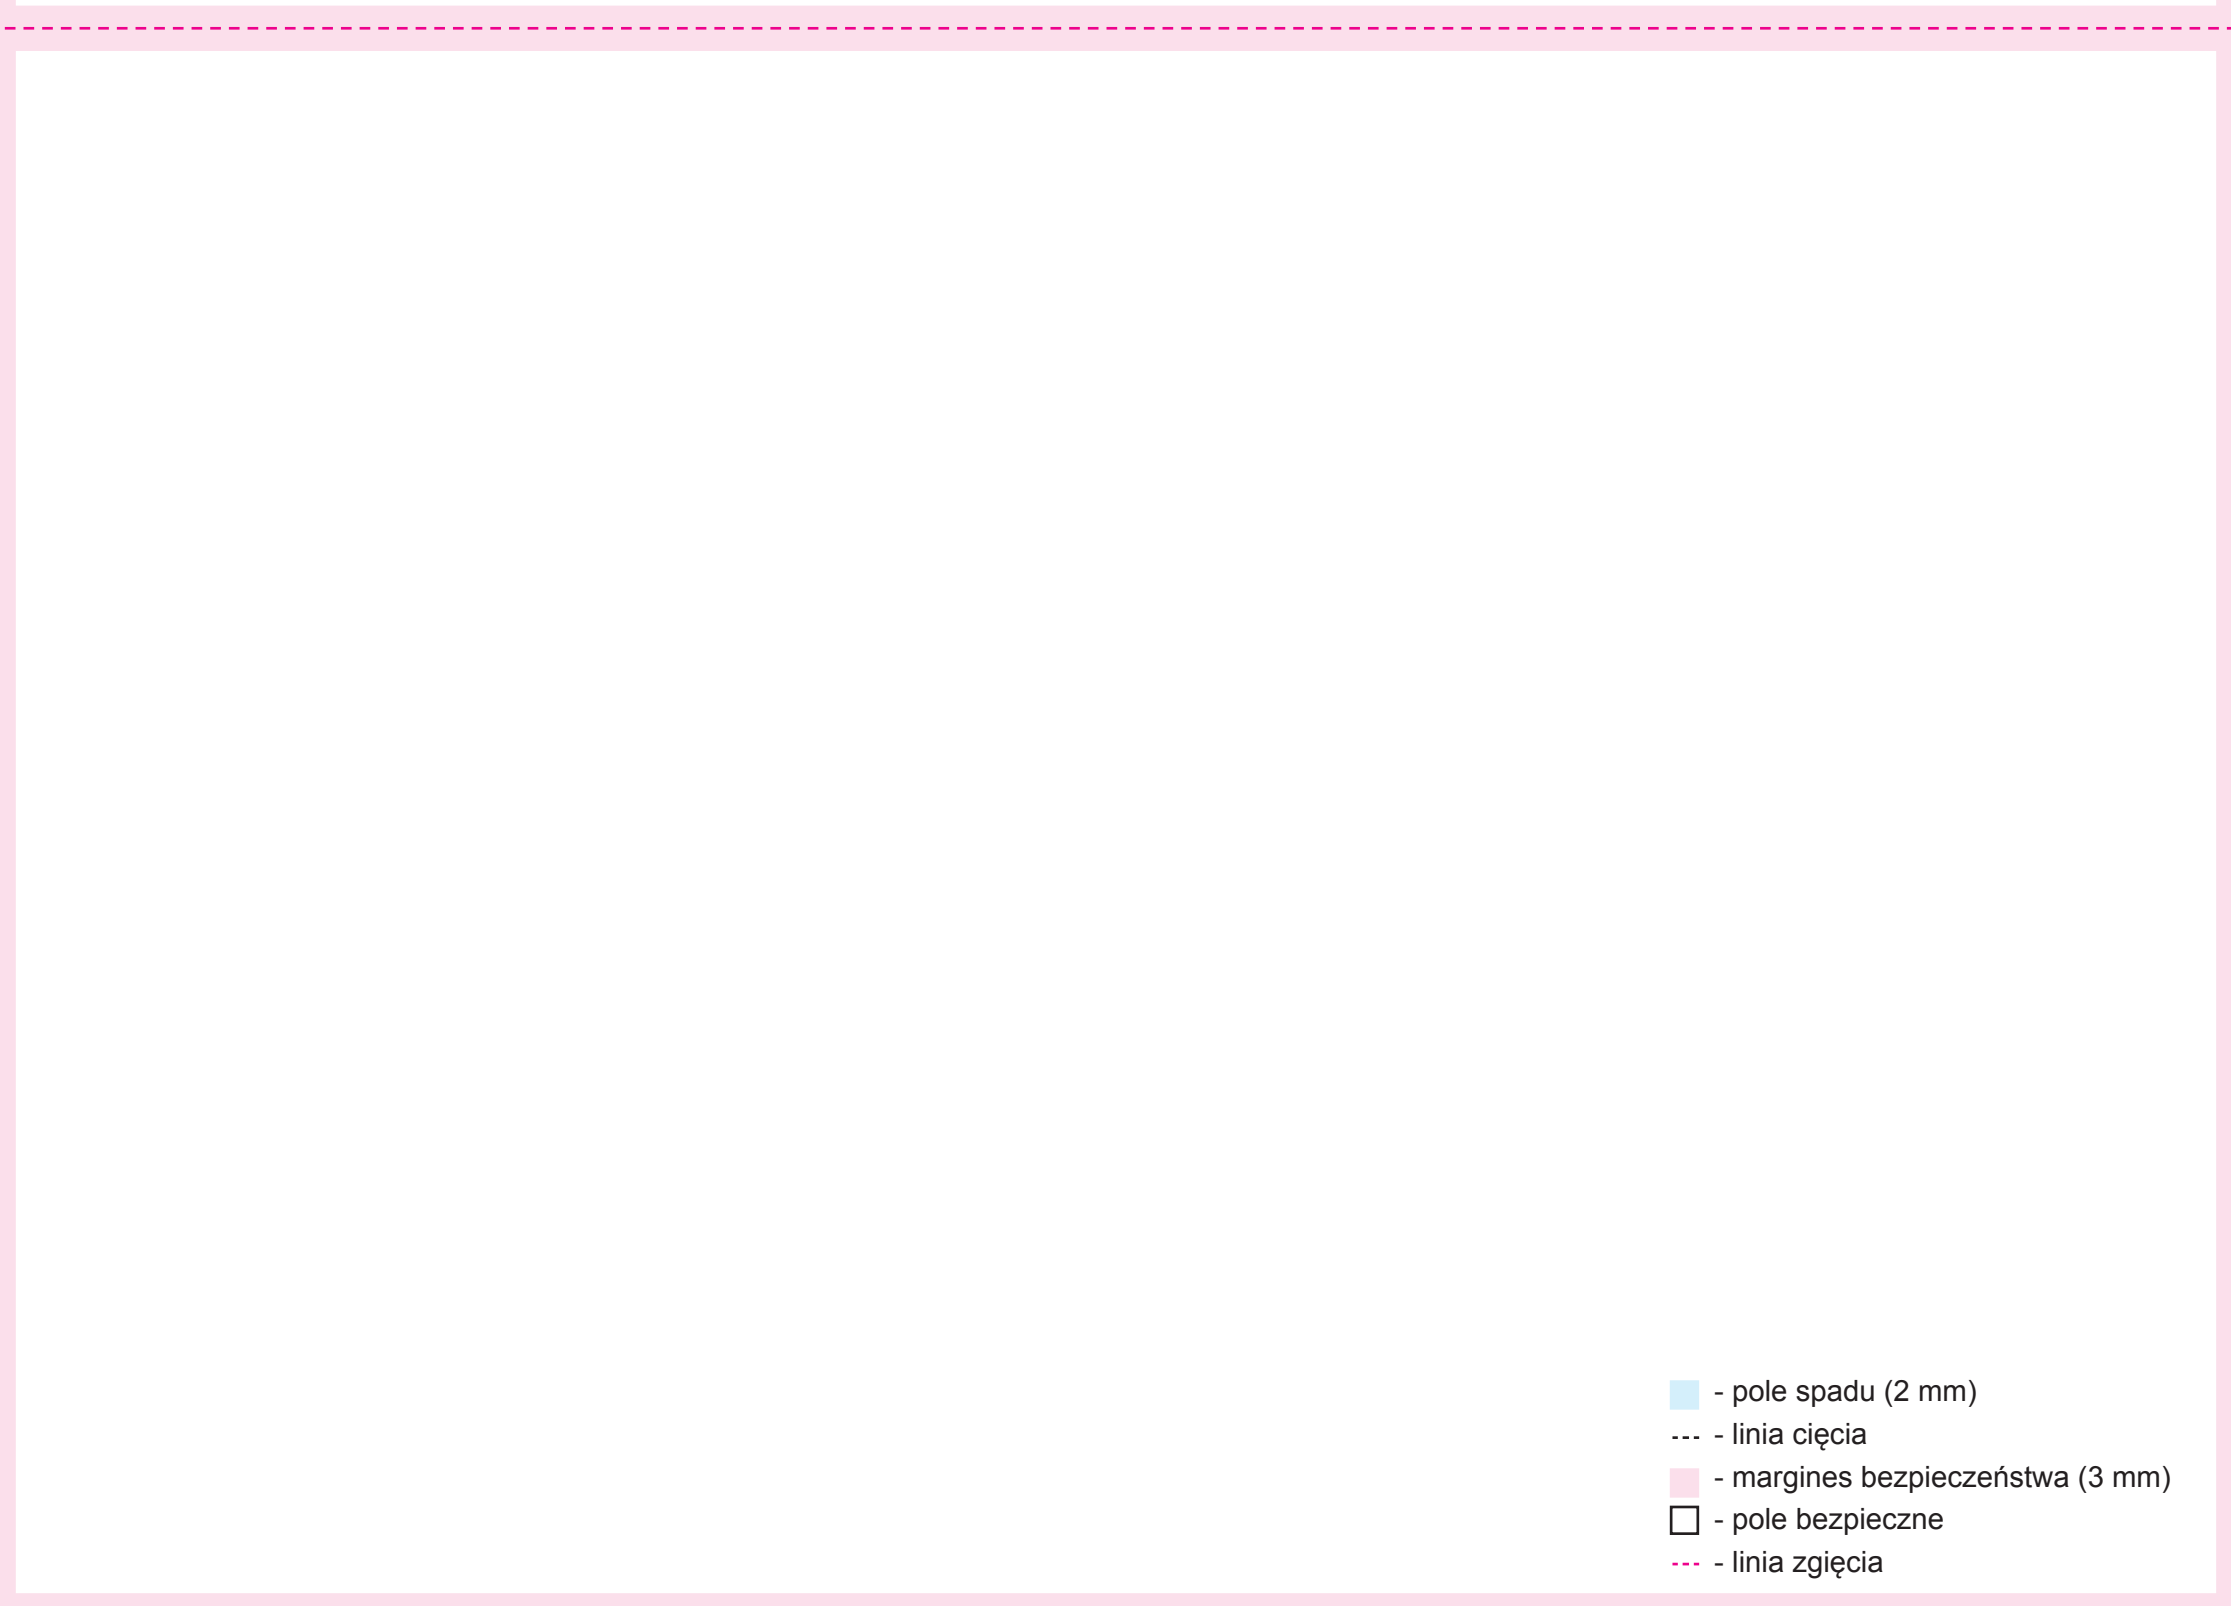 - pole spadu (2 mm)
- linia cięcia
- margines bezpieczeństwa (3 mm)
- pole bezpieczne
- linia zgięcia